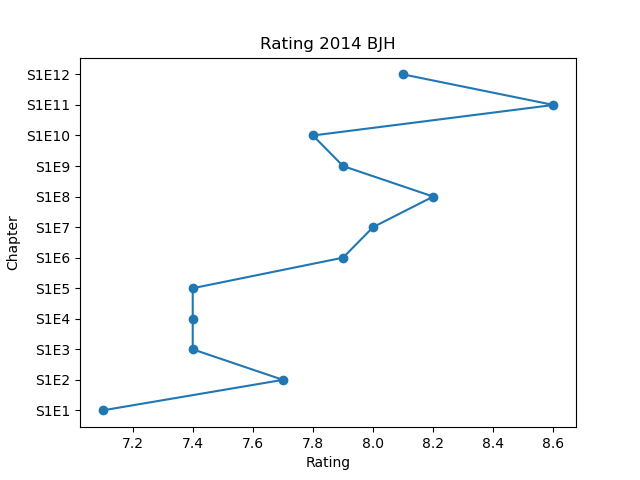 Rating 2014 BJH
Chapter
S1E12
S1E11
S1E10
S1E9
S1E8
S1E7
S1E6
S1E5
S1E4
S1E3
S1E2
S1E1
7.2 7.4 7.6 7.8 8.0 8.2 8.4 8.6
Rating